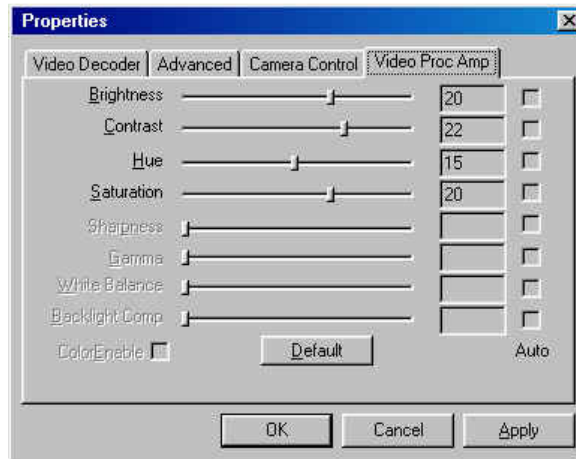 Properties
Video Decoder Advanced Camera Control Video Proc Amp
Brightness 20
Contrast 22
Hue 15
Saturation 20
Sharpness
Gamma
White Balance
Backlight Comp
ColorEnable Default Auto
OK Cancel Apply